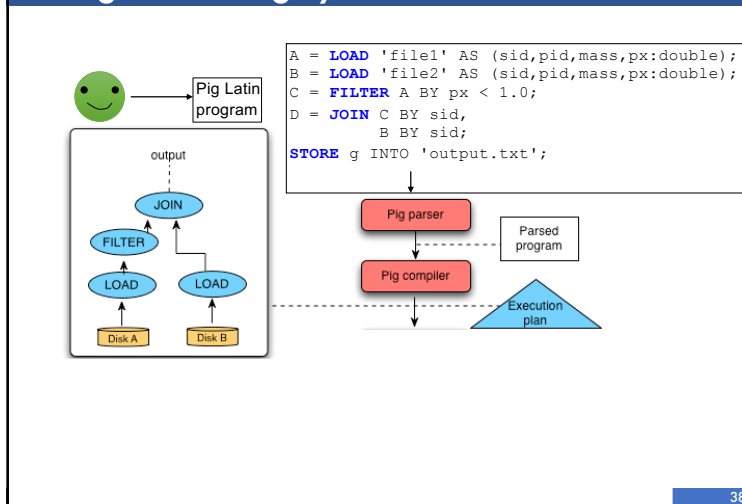 Pig Latin
program
A = LOAD 'file1' AS (sid,pid,mass,px:double);
B = LOAD 'file2' AS (sid,pid,mass,px:double);
C = FILTER A BY px < 1.0;
D = JOIN C BY sid,
B BY sid;
STORE g INTO 'output.txt';
output
JOIN
FILTER
LOAD
LOAD
Disk A
Disk B
Pig parser
Parsed
program
Pig compiler
Execution
plan
38